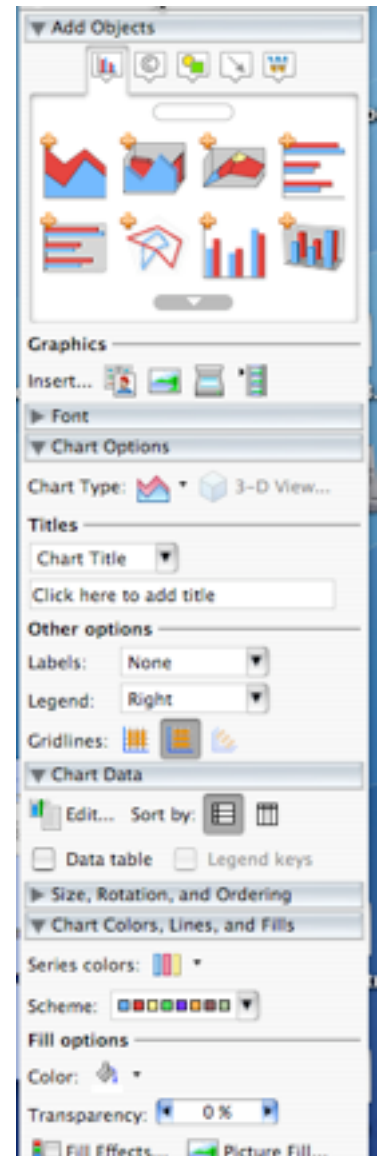 Add Objects
Graphics
Insert...
Font
Chart Options
Chart Type: 3-D View...
Titles
Chart Title
Click here to add title
Other options
Labels: None
Legend: Right
Gridlines:
Chart Data
Edit... Sort by:
Data table Legend keys
Size, Rotation, and Ordering
Chart Colors, Lines, and Fills
Series colors:
Scheme:
Fill options
Color:
Transparency: 0 %
Fill Effects... Picture Fill...